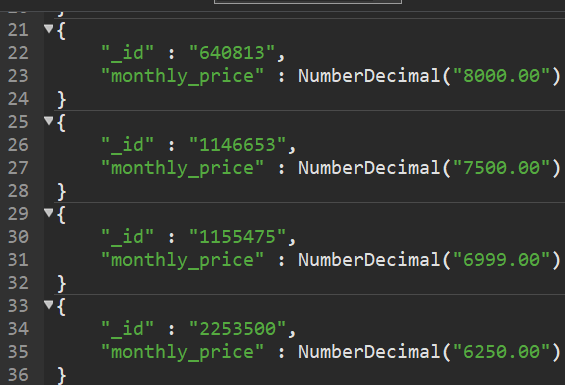 21 {
22 "_id" : "640813",
23 "monthly_price" : NumberDecimal("8000.00")
24 }
25 {
26 "_id" : "1146653",
27 "monthly_price" : NumberDecimal("7500.00")
28 }
29 {
30 "_id" : "1155475",
31 "monthly_price" : NumberDecimal("6999.00")
32 }
33 {
34 "_id" : "2253500",
35 "monthly_price" : NumberDecimal("6250.00")
36 }